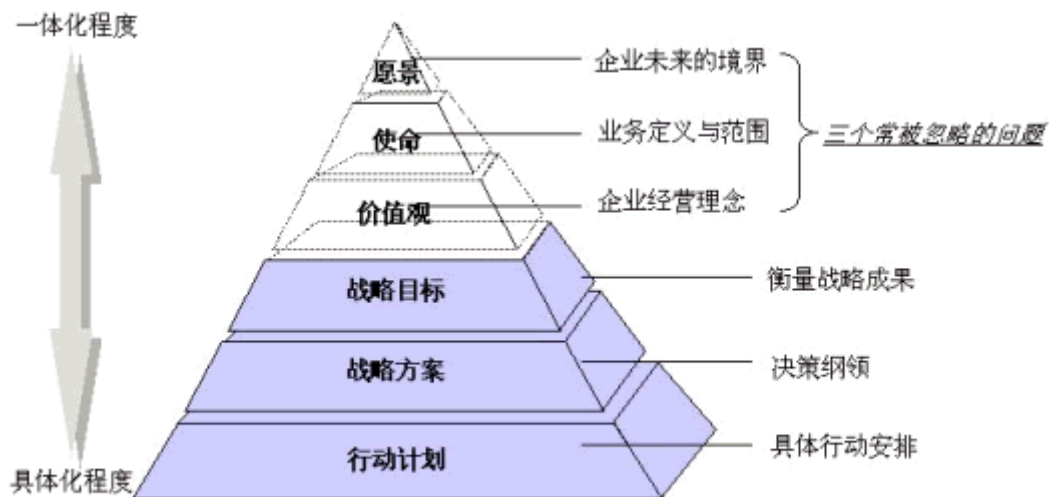 一体化程度
愿景
企业未来的境界
使命
业务定义与范围
三个常被忽略的问题
价值观
企业经营理念
战略目标
衡量战略成果
战略方案
决策纲领
行动计划
具体行动安排
具体化程度